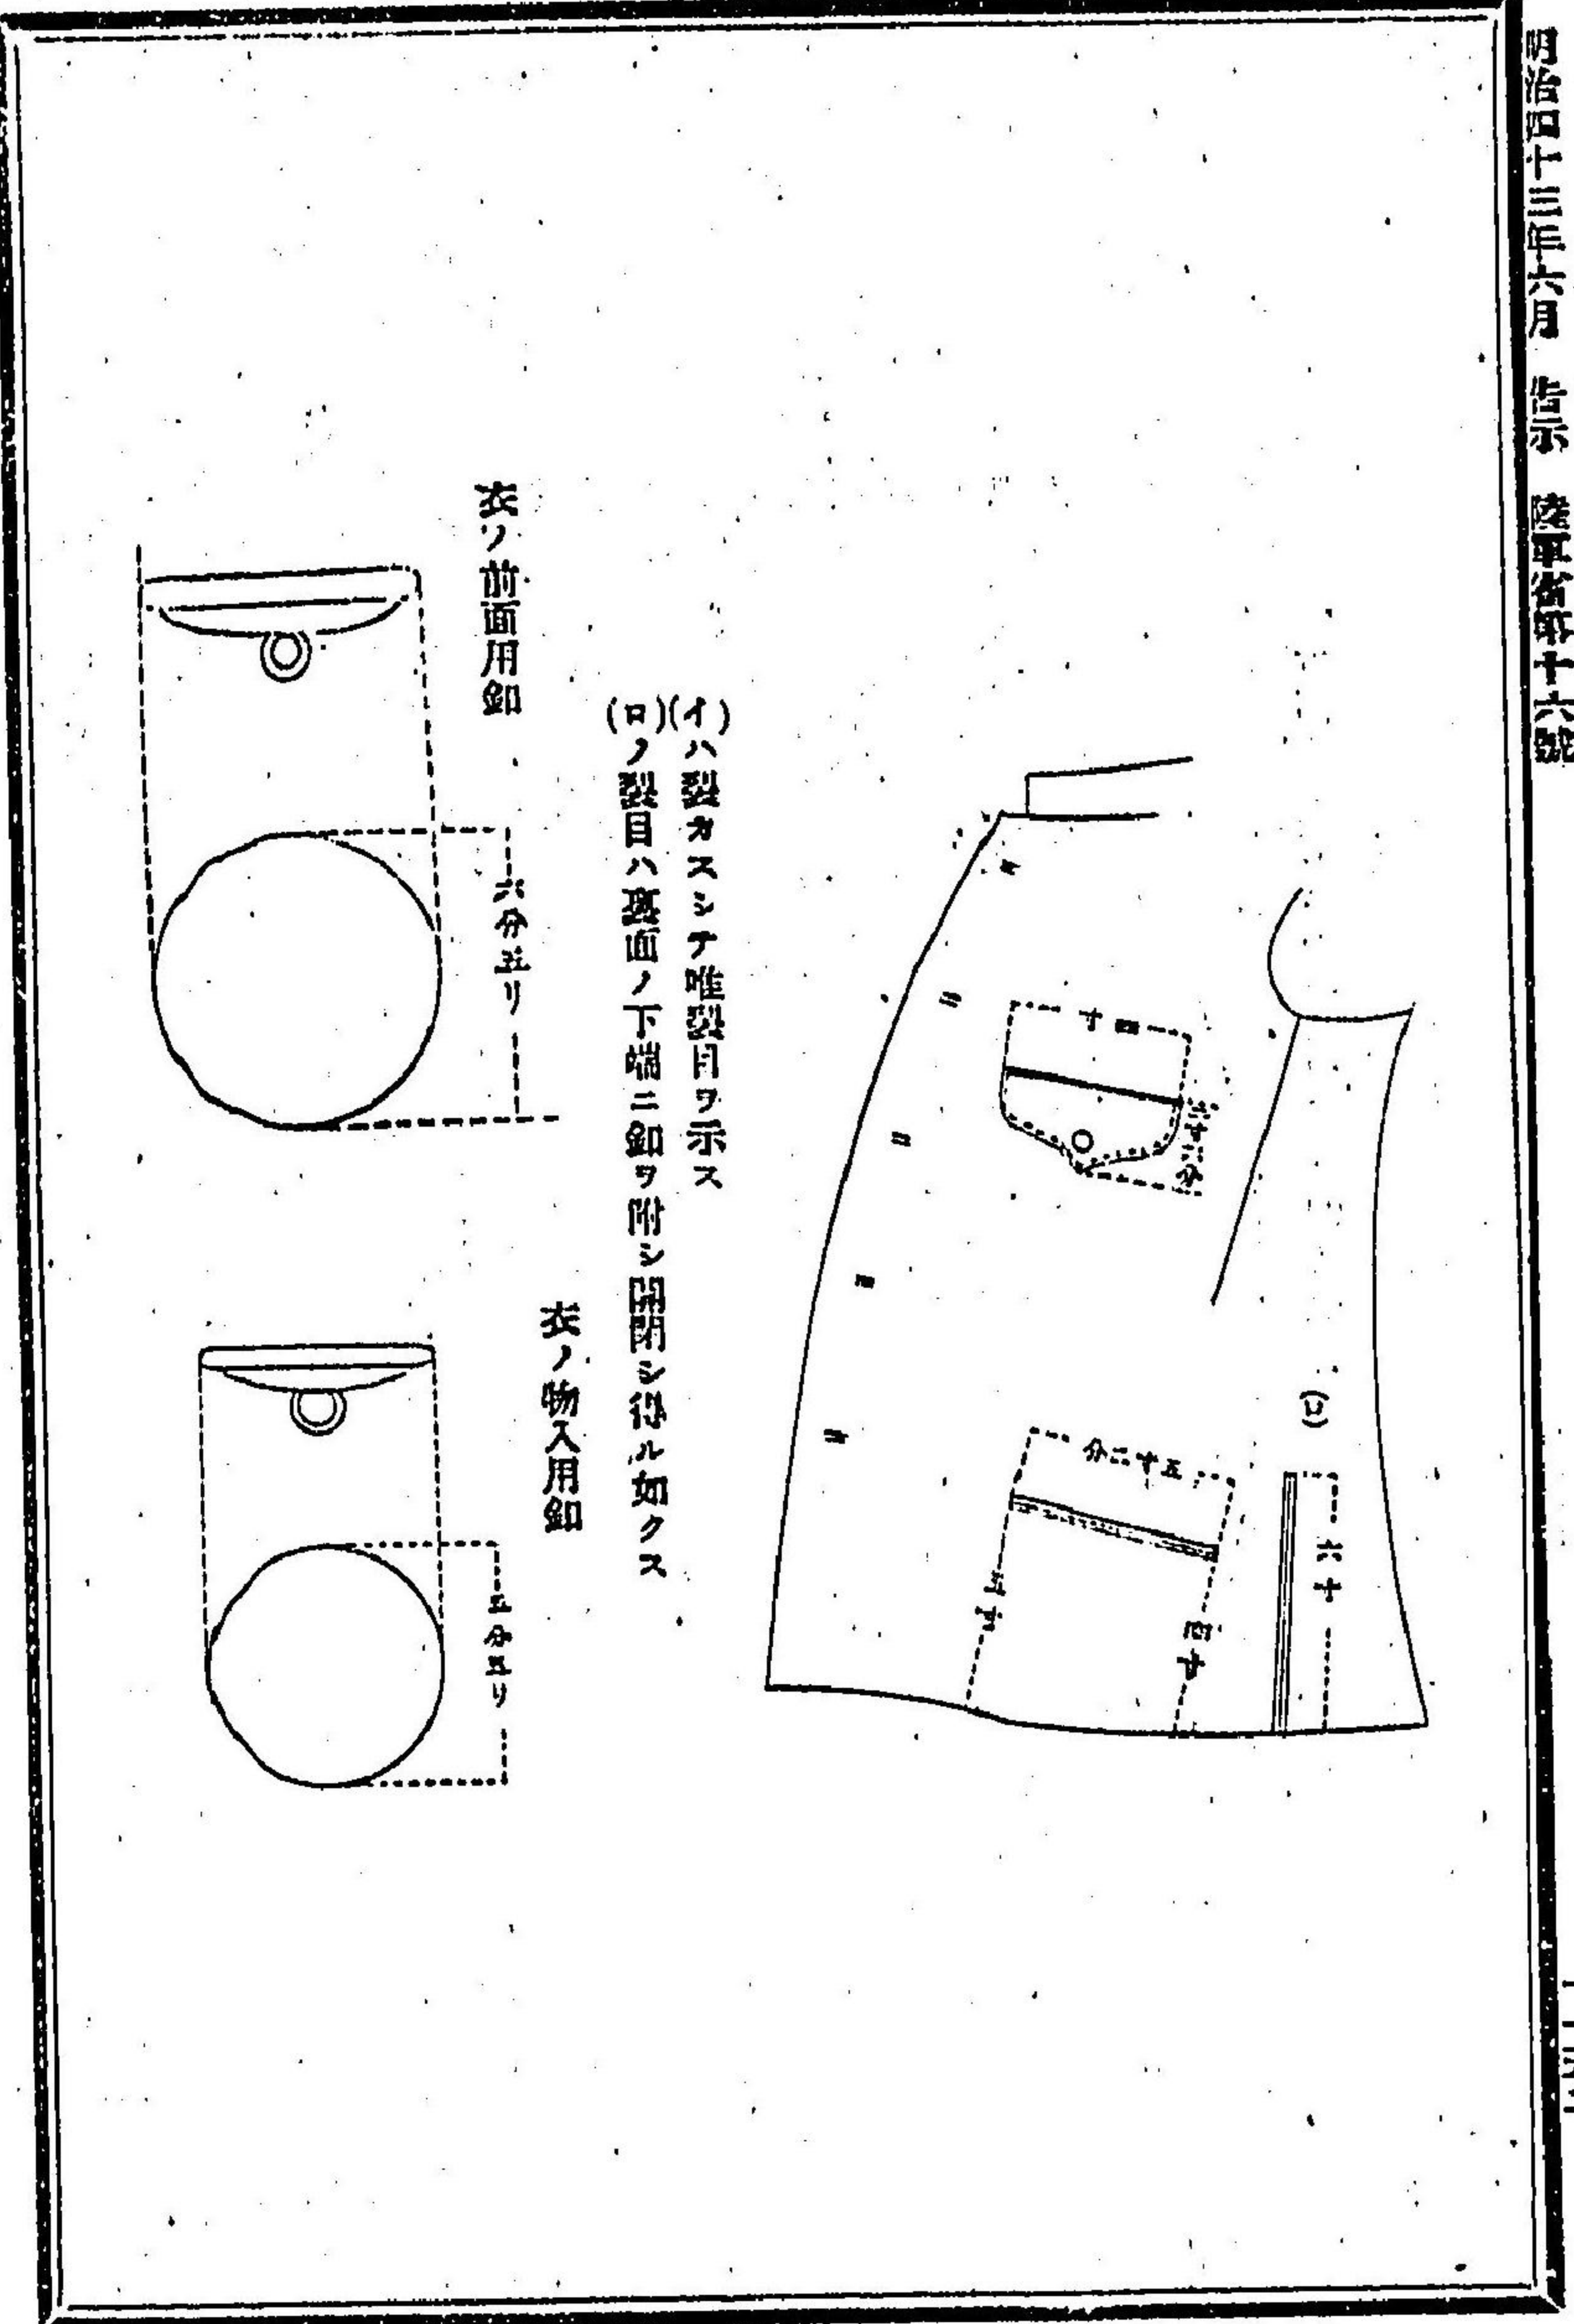 明治四十三年六月 告示 陸軍省第十六號
四寸
二寸六分
(ロ)
五寸二分
六寸
三寸
四寸
(イ)ハ裂カスシテ唯裂目ヲ示ス
(ロ)ノ裂目ハ裏面ノ下端ニ釦ヲ附シ開閉シ得ル如クス
衣ノ前面用釦
六分五リ
衣ノ物入用釦
五分五リ